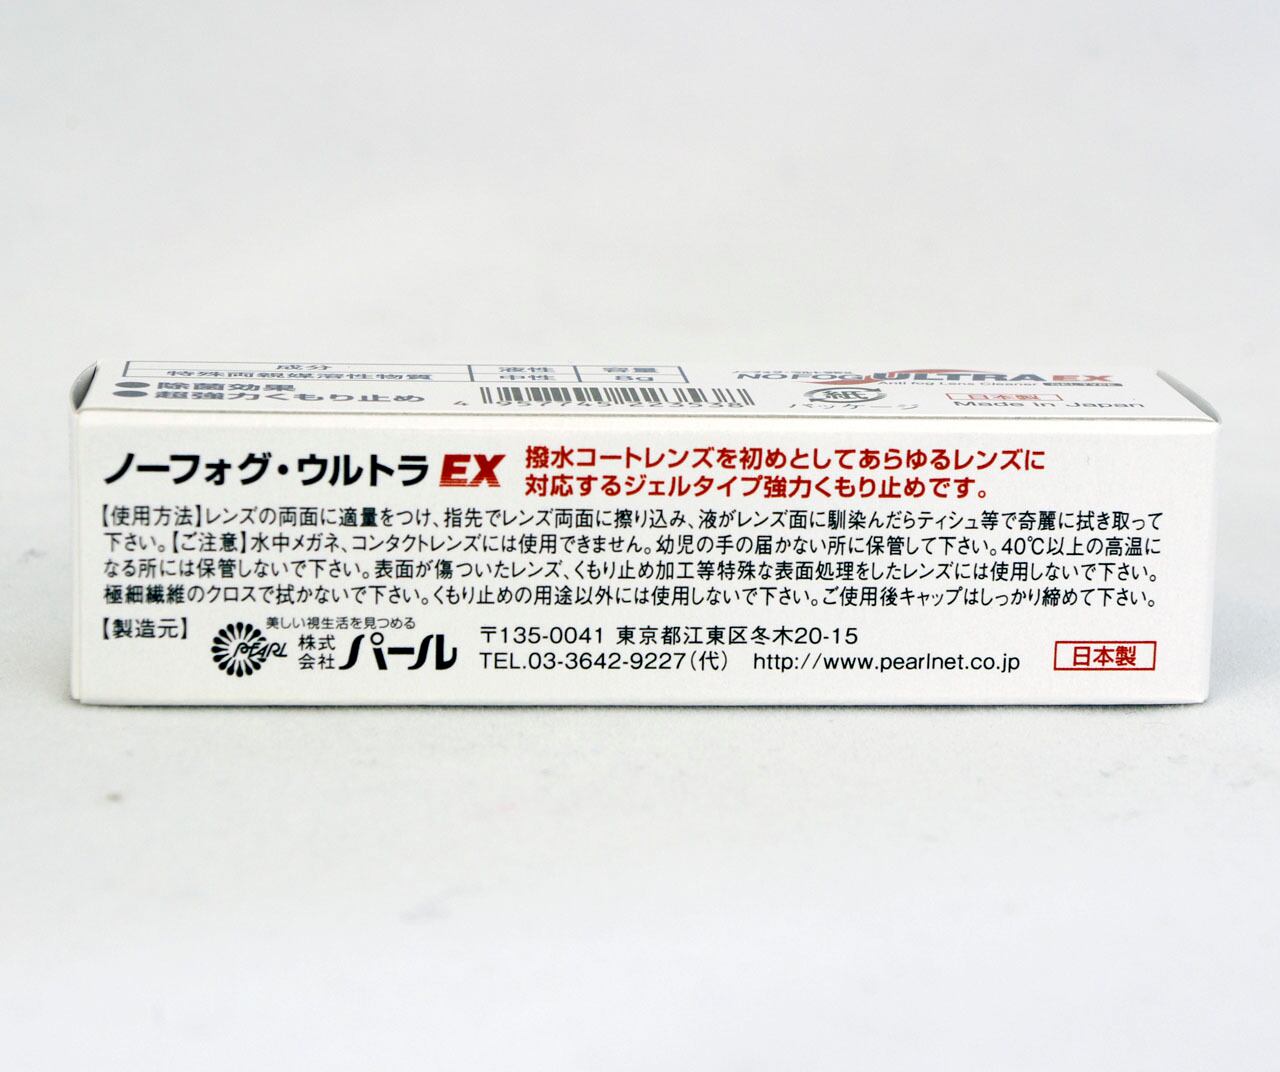 成分 液性 容量
特殊両親媒溶性物質 中性 8g
●除菌効果
●超強力くもり止め
4 957749 223538
NOFOG ULTRA EX
Anti fog Lens Cleaner
紙
パッケージ
日本製
Made in Japan
ノーフォグ・ウルトラEX
撥水コートレンズを初めとしてあらゆるレンズに
対応するジェルタイプ強力くもり止めです。
【使用方法】レンズの両面に適量をつけ、指先でレンズ両面に擦り込み、液がレンズ面に馴染んだらティシュ等で奇麗に拭き取って
下さい。【ご注意】水中メガネ、コンタクトレンズには使用できません。幼児の手の届かない所に保管して下さい。40℃以上の高温に
なる所には保管しないで下さい。表面が傷ついたレンズ、くもり止め加工等特殊な表面処理をしたレンズには使用しないで下さい。
極細繊維のクロスで拭かないで下さい。くもり止めの用途以外には使用しないで下さい。ご使用後キャップはしっかり締めて下さい。
【製造元】
PEARL
美しい視生活を見つめる
株式会社 パール
〒135-0041 東京都江東区冬木20-15
TEL.03-3642-9227(代) http://www.pearlnet.co.jp
日本製